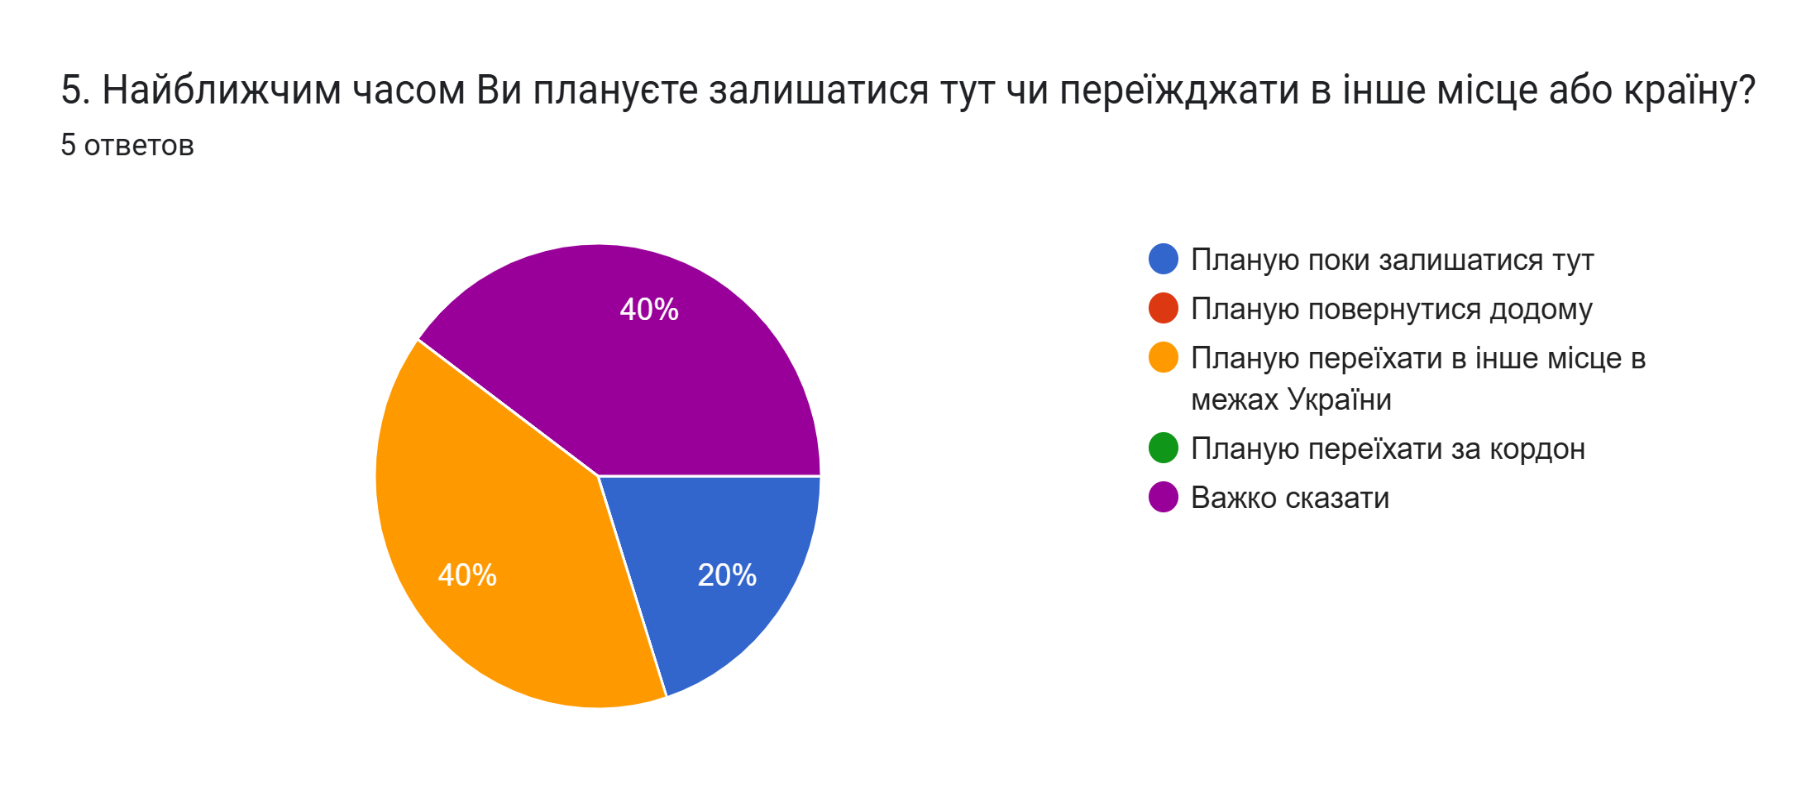 5. Найближчим часом Ви плануєте залишатися тут чи переїжджати в інше місце або країну?
5 ответов
40%
40%
20%
Планую поки залишатися тут
Планую повернутися додому
Планую переїхати в інше місце в
межах України
Планую переїхати за кордон
Важко сказати